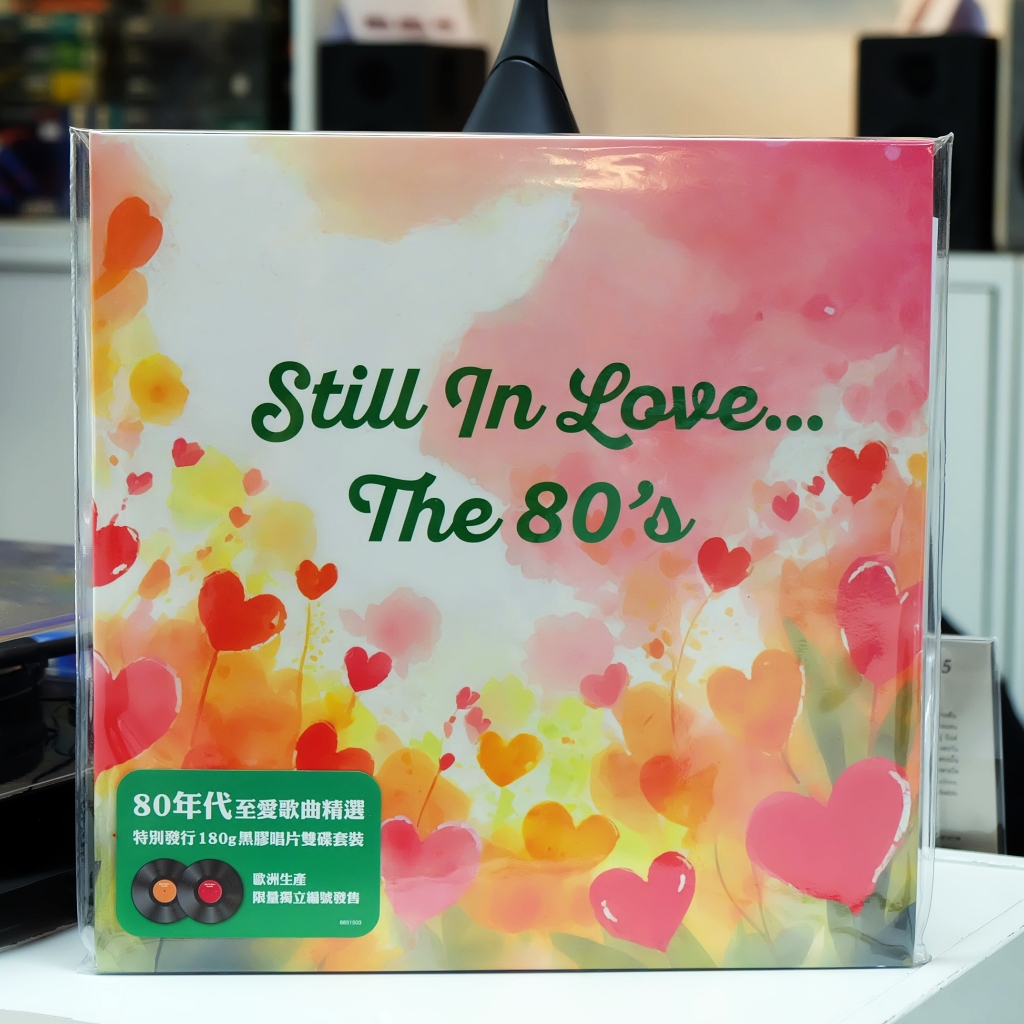 Still In Love...
The 80's
80年代至愛歌曲精選
特別發行180g黑膠唱片雙碟套裝
歐洲生產
限量獨立編號發售
5